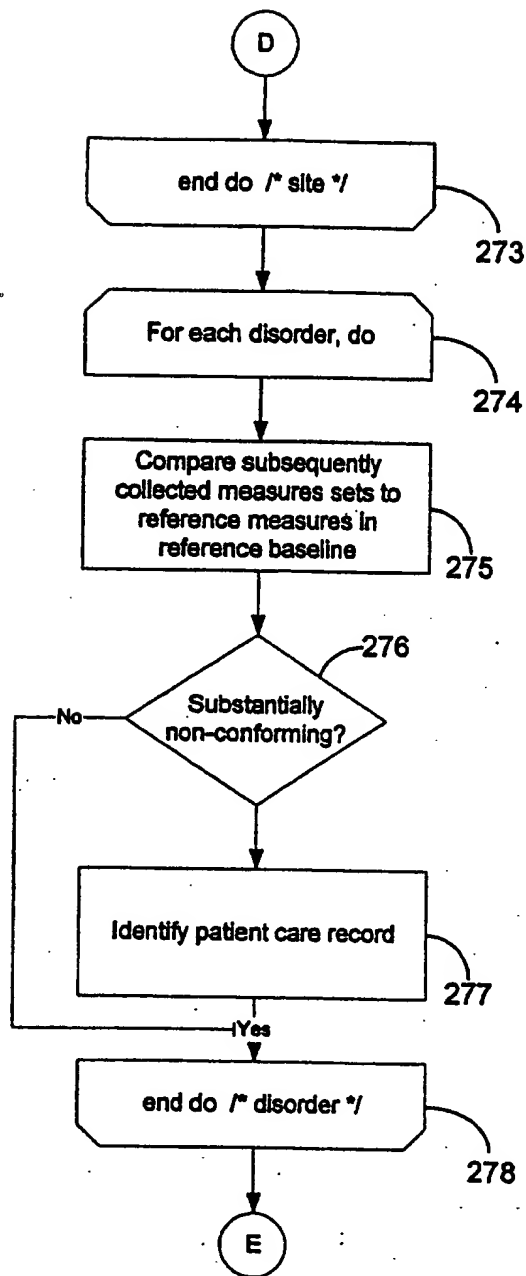 D
end do /* site */
273
For each disorder, do
274
Compare subsequently
collected measures sets to
reference measures in
reference baseline
275
276
Substantially
non-conforming?
No
Identify patient care record
277
Yes
end do /* disorder */
278
E